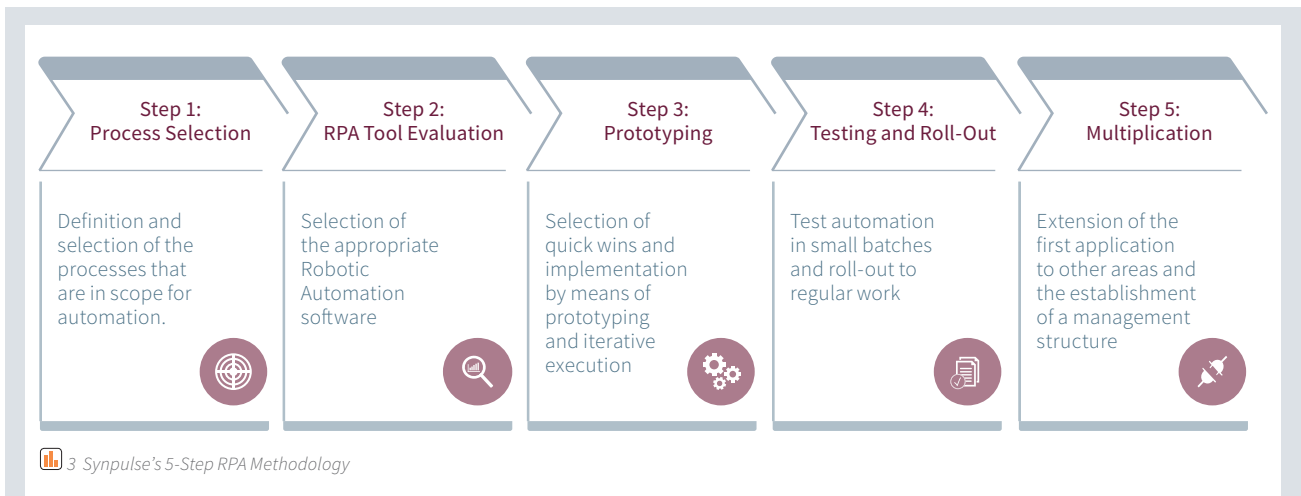 Step 1:
Process Selection
Definition and
selection of the
processes that
are in scope for
automation.
Step 2:
RPA Tool Evaluation
Selection of
the appropriate
Robotic
Automation
software
Step 3:
Prototyping
Selection of
quick wins and
implementation
by means of
prototyping
and iterative
execution
Step 4:
Testing and Roll-Out
Test automation
in small batches
and roll-out to
regular work
Step 5:
Multiplication
Extension of the
first application
to other areas and
the establishment
of a management
structure
3 Synpulse’s 5-Step RPA Methodology